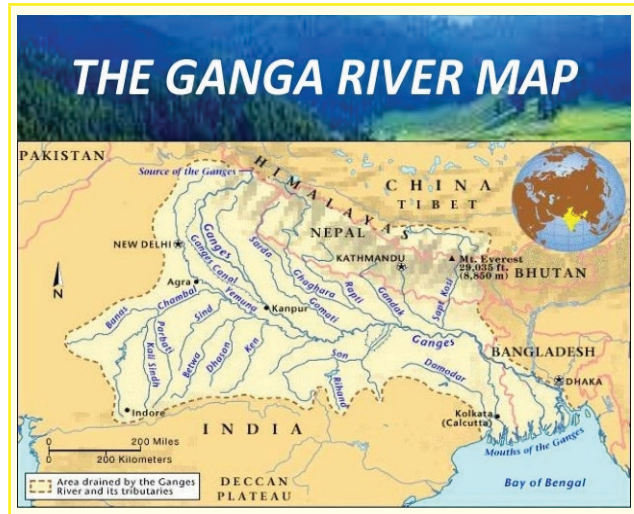 THE GANGA RIVER MAP
PAKISTAN
Source of the Ganges
HIMALAYAS
CHINA
TIBET
NEPAL
NEW DELHI
Ganges
Ganges Canal
Sarda
KATHMANDU
Mt. Everest
29,035 ft.
(8,850 m)
BHUTAN
N
Agra
Yemuna
Kanpur
Ghaghara
Gomati
Rapti
Gandak
Sapt Kosi
Banas
Chambal
Parbati
Kali Sindh
Sind
Betwa
Dhasan
Ken
Son
Rihand
Ganges
Damodar
BANGLADESH
DHAKA
Indore
Kolkata
(Calcutta)
INDIA
Mouths of the Ganges
0 200 Miles
0 200 Kilometers
Area drained by the Ganges
River and its tributaries
DECCAN
PLATEAU
Bay of Bengal